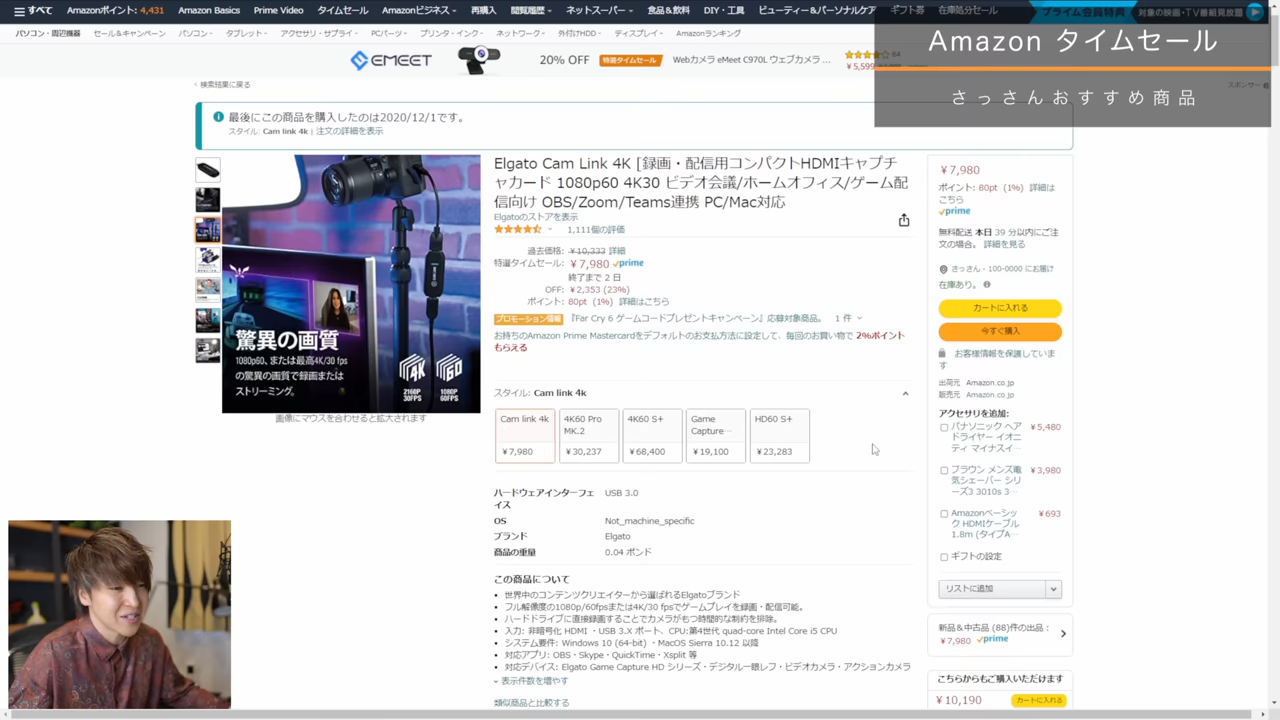 すべて
Amazonポイント: 4,431
Amazon Basics
Prime Video
タイムセール
Amazonビジネス
再購入
閲覧履歴
ネットスーパー
食品＆飲料
DIY・工具
ビューティー＆パーソナルケア
ギフト券
在庫処分セール
プライム会員特典
対象の映画・TV番組見放題
パソコン・周辺機器
セール&キャンペーン
パソコン
タブレット
アクセサリ・サプライ
PCパーツ
プリンタ・インク
ネットワーク
外付けHDD
ディスプレイ
Amazonランキング
Amazon タイムセール
さっさんおすすめ商品
EMEET
20% OFF
特選タイムセール
Webカメラ eMeet C970L ウェブカメラ ...
84
￥5,599
スポンサー
‹ 検索結果に戻る
最後にこの商品を購入したのは2020/12/1です。
スタイル: Cam link 4k | 注文の詳細を表示
驚異の画質
1080p60、または最高4K/30 fps
の驚異の画質で録画または
ストリーミング。
4K
2160P
30FPS
60
1080P
60FPS
画像にマウスを合わせると拡大されます
Elgato Cam Link 4K [録画・配信用コンパクトHDMIキャプチ
ャカード 1080p60 4K30 ビデオ会議/ホームオフィス/ゲーム配
信向け OBS/Zoom/Teams連携 PC/Mac対応
Elgatoのストアを表示
1,111個の評価
過去価格: ￥10,333 詳細
特選タイムセール: ￥7,980 prime
終了まで 2 日
OFF: ￥2,353 (23%)
ポイント: 80pt (1%) 詳細はこちら
プロモーション情報 『Far Cry 6 ゲームコードプレゼントキャンペーン』応募対象商品。 1 件
お持ちのAmazon Prime Mastercardをデフォルトのお支払方法に設定して、毎回のお買い物で 2%ポイント
もらえる
スタイル: Cam link 4k
Cam link 4k
￥7,980
4K60 Pro
MK.2
￥30,237
4K60 S+
￥68,400
Game
Capture…
￥19,100
HD60 S+
￥23,283
ハードウェアインターフェ
イス
USB 3.0
OS Not_machine_specific
ブランド Elgato
商品の重量 0.04 ポンド
この商品について
世界中のコンテンツクリエイターから選ばれるElgatoブランド
フル解像度の1080p/60fpsまたは4K/30 fpsでゲームプレイを録画・配信可能。
ハードドライブに直接録画することでカメラがもつ時間的な制約を排除。
入力: 非暗号化 HDMI ・USB 3.X ポート、CPU:第4世代 quad-core Intel Core i5 CPU
システム要件: Windows 10 (64-bit) ・MacOS Sierra 10.12 以降
対応アプリ: OBS・Skype・QuickTime・Xsplit 等
対応デバイス: Elgato Game Capture HD シリーズ・デジタル一眼レフ・ビデオカメラ・アクションカメラ
表示件数を増やす
類似商品と比較する
￥7,980
ポイント: 80pt (1%) 詳細は
こちら
prime
無料配送 本日 39 分以内にご注
文の場合。 詳細を見る
さっさん - 100-0000 にお届け
在庫あり。
カートに入れる
今すぐ購入
お客様情報を保護していま
す
出荷元 Amazon.co.jp
販売元 Amazon.co.jp
アクセサリを追加:
パナソニック ヘア ￥5,480
ドライヤー イオニ
ティ マイナスイ…
ブラウン メンズ電 ￥3,980
気シェーバー シリ
ーズ3 3010s 3…
Amazonベーシッ ￥693
ク HDMIケーブル
1.8m (タイプA…
ギフトの設定
リストに追加
新品＆中古品 (88)件の出品：
￥7,980 prime
こちらからもご購入いただけます
￥10,190
カートに入れる